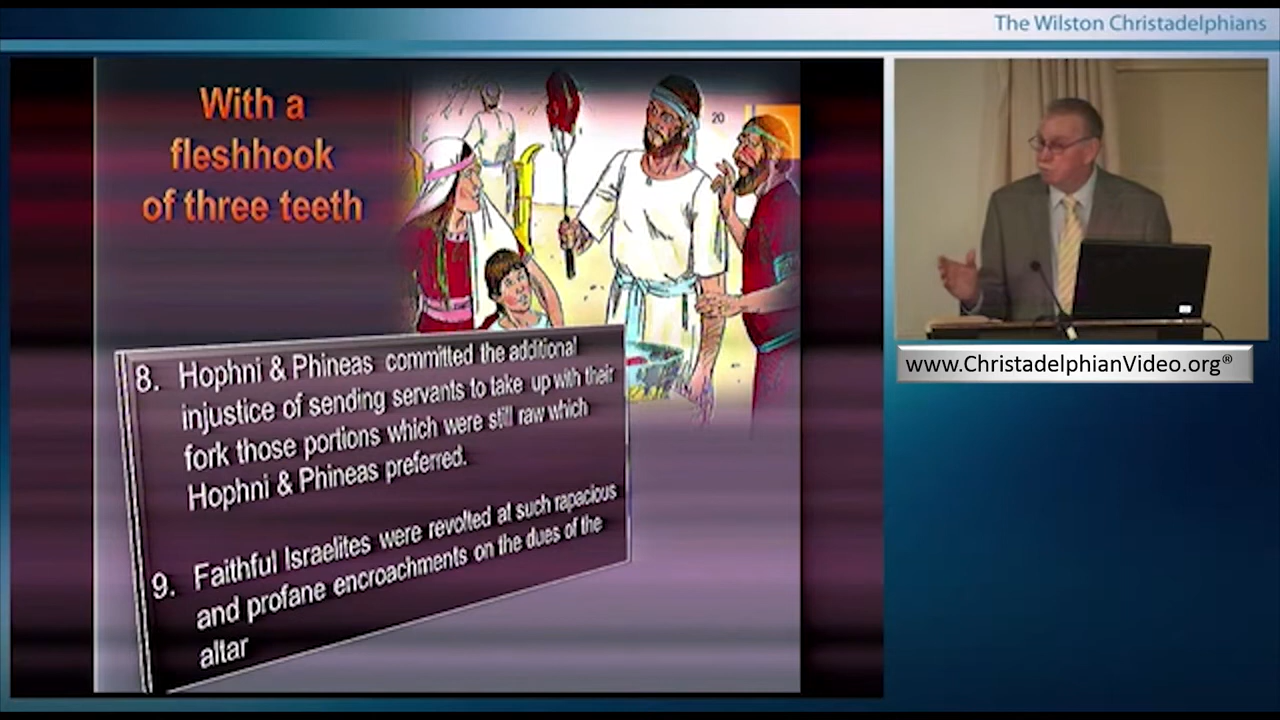 The Wilston Christadelphians
With a
fleshhook
of three teeth
20
8. Hophni & Phineas committed the additional
injustice of sending servants to take up with their
fork those portions which were still raw which
Hophni & Phineas preferred.
9. Faithful Israelites were revolted at such rapacious
and profane encroachments on the dues of the
altar
www.ChristadelphianVideo.org®